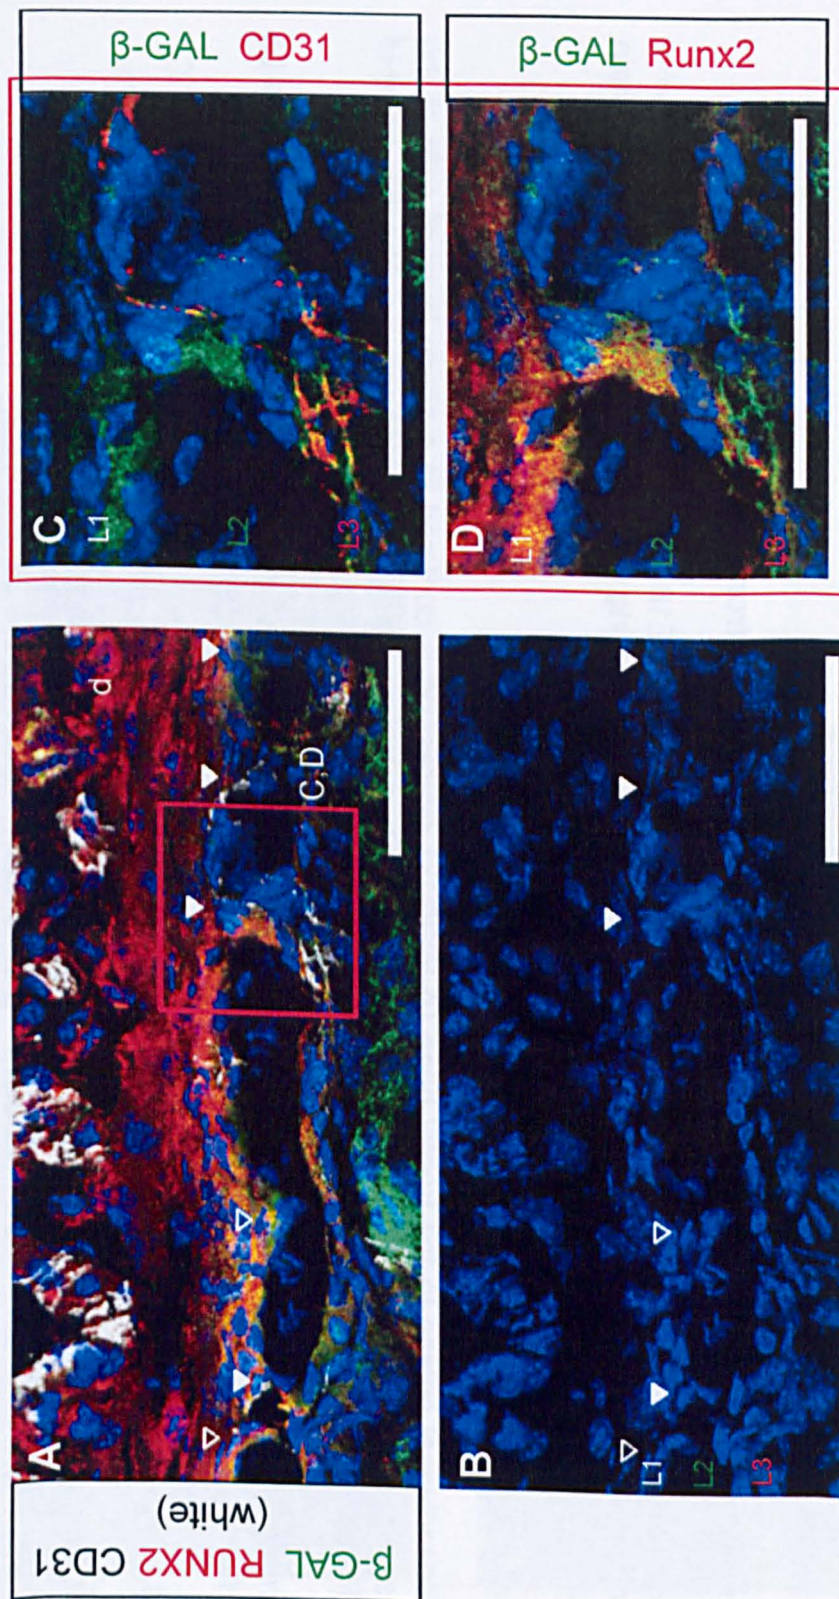 β-GAL RUNX2 CD31
(white)
A
d
C,D
B
L1
L2
L3
C
L1
L2
L3
β-GAL CD31
D
L1
L2
L3
β-GAL Runx2